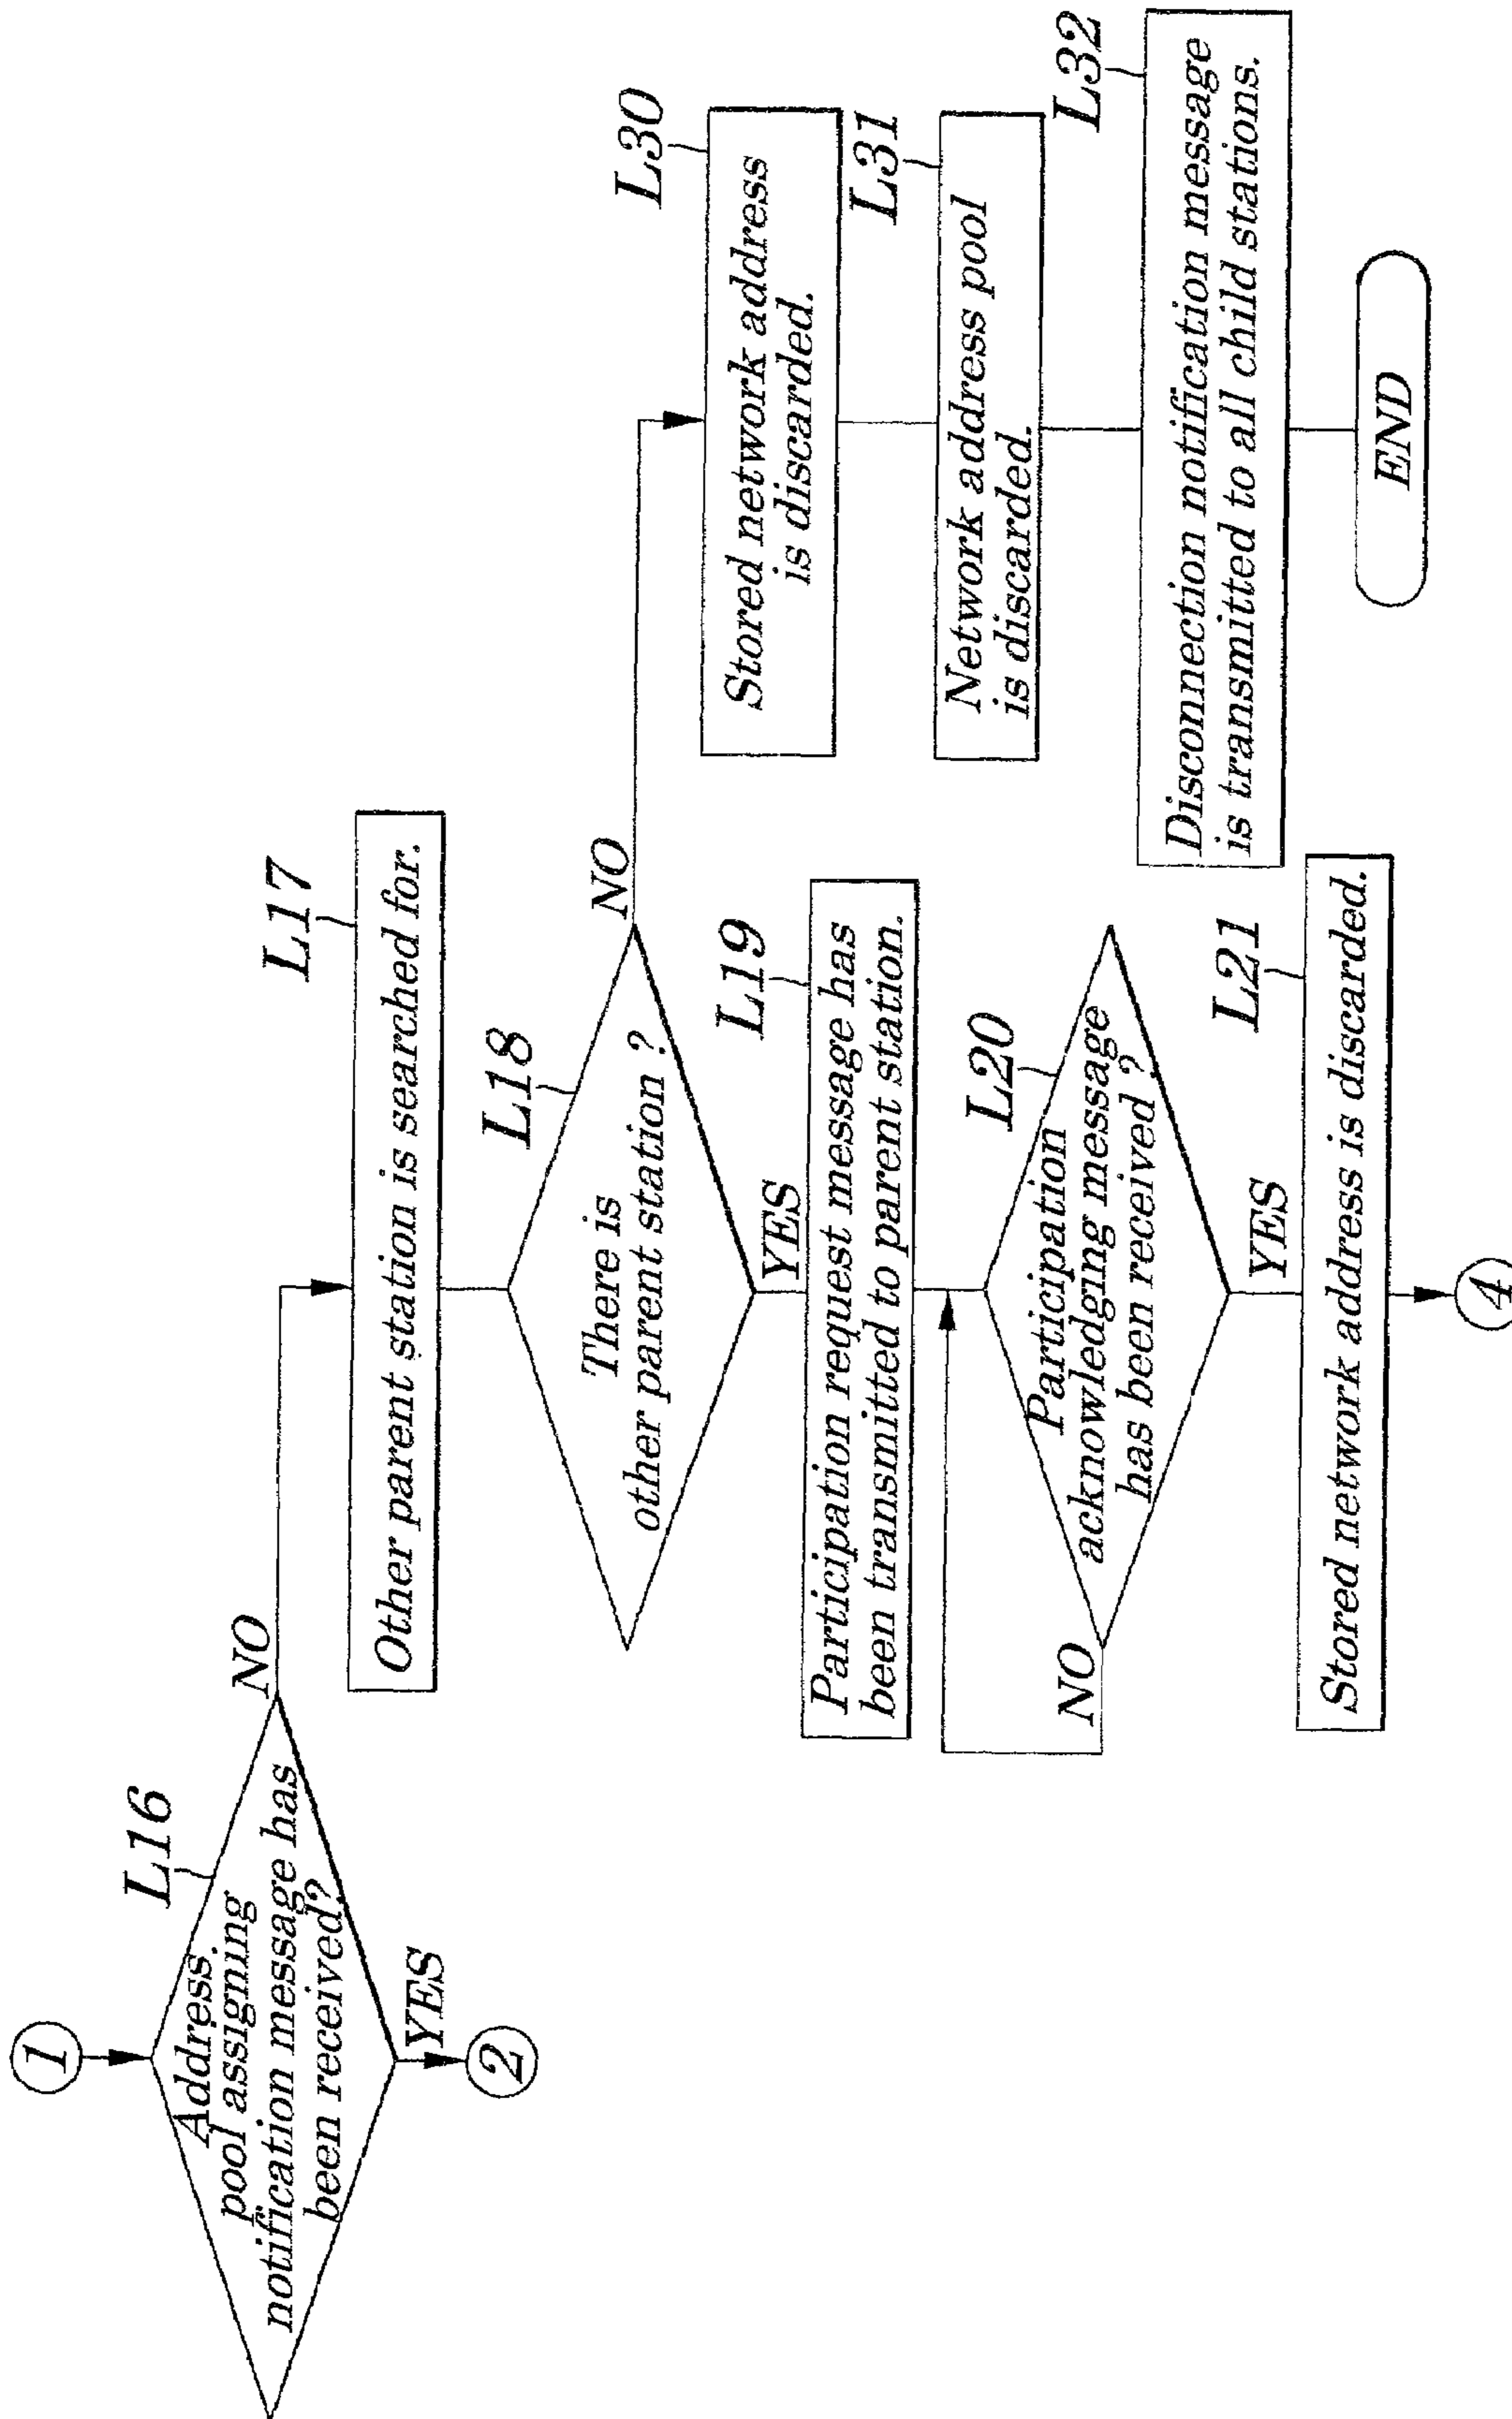 1
L16
Address
pool assigning
notification message has
been received?
NO
YES
2
L17
Other parent station is searched for.
L18
There is
other parent station ?
NO
YES
L19
Participation request message has
been transmitted to parent station.
L20
Participation
acknowledging message
has been received ?
NO
YES
L21
Stored network address is discarded.
4
L30
Stored network address
is discarded.
L31
Network address pool
is discarded.
L32
Disconnection notification message
is transmitted to all child stations.
END